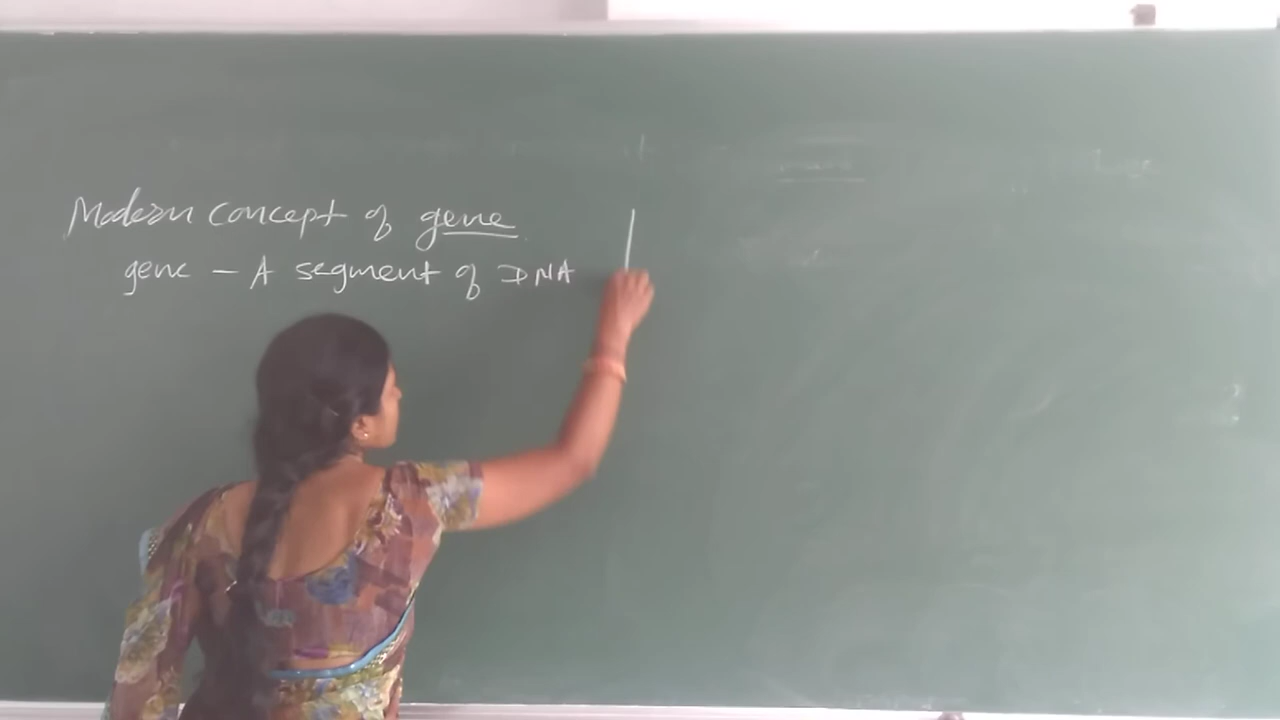 Modern concept of gene
gene – A segment of DNA